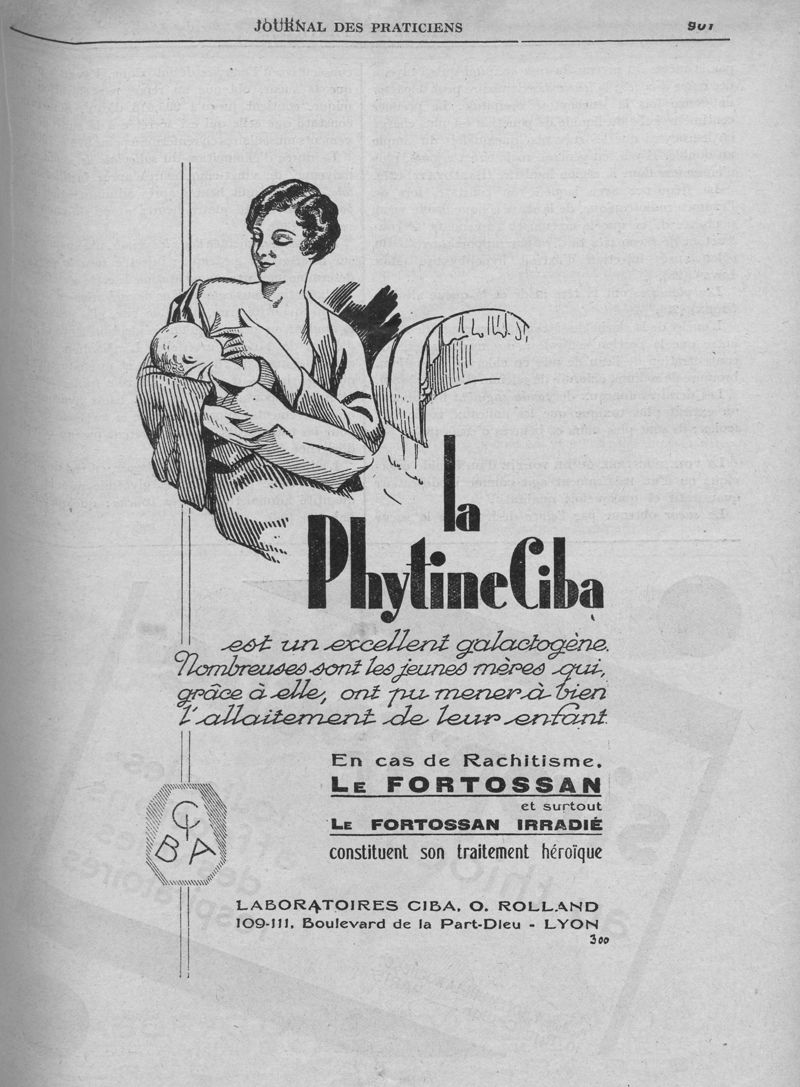 JOURNAL DES PRATICIENS 901
la
Phytine Ciba
est un excellent galactogène.
Nombreuses sont les jeunes mères qui,
grâce à elle, ont pu mener à bien
l'allaitement de leur enfant.
En cas de Rachitisme.
LE FORTOSSAN
et surtout
LE FORTOSSAN IRRADIÉ
constituent son traitement héroïque
CIBA
LABORATOIRES CIBA. O. ROLLAND
109-111, Boulevard de la Part-Dieu - LYON
300